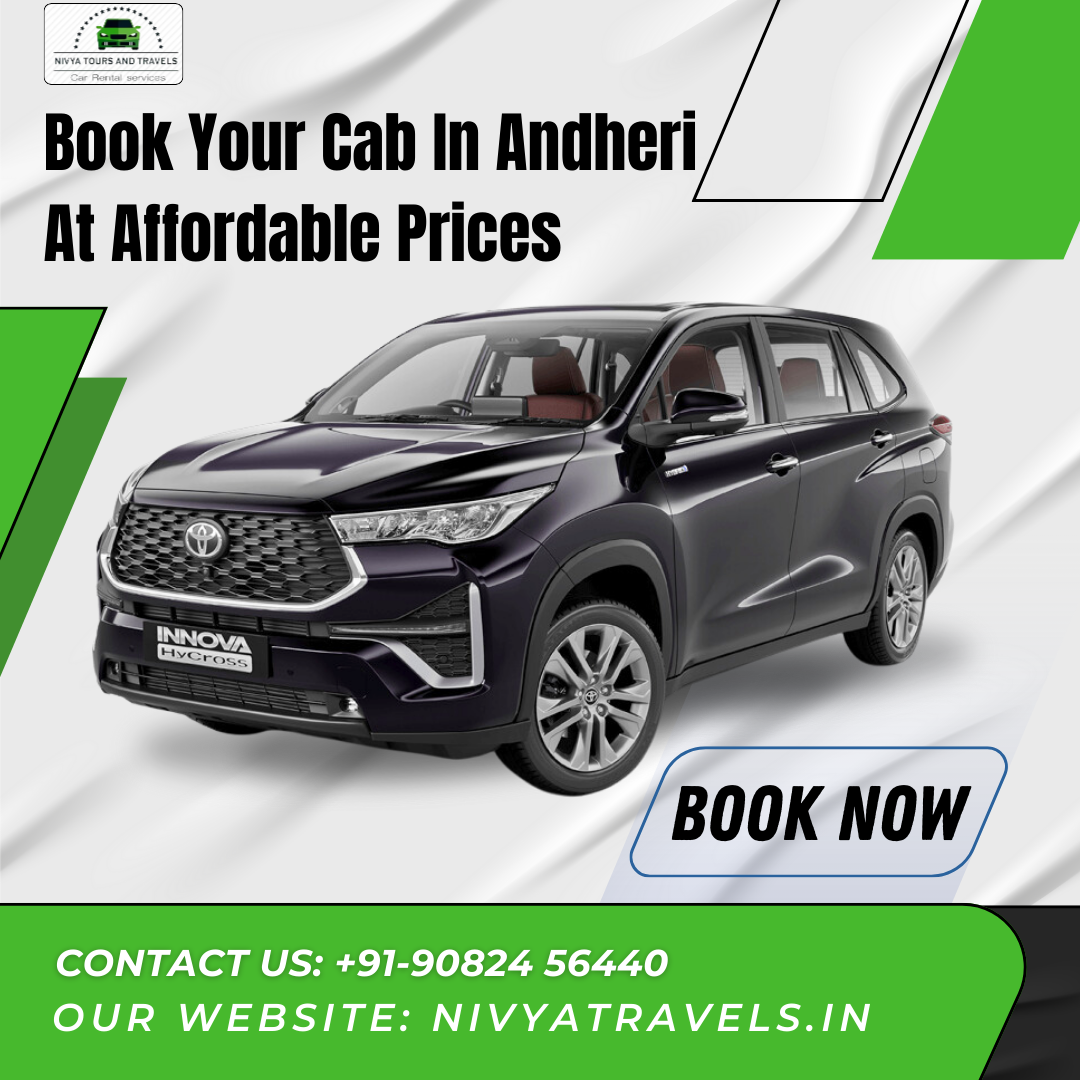 NIVYA TOURS AND TRAVELS
Car Rental services
Book Your Cab In Andheri
At Affordable Prices
HYBRID
INNOVA
HyCross
BOOK NOW
CONTACT US: +91-90824 56440
OUR WEBSITE: NIVYATRAVELS.IN